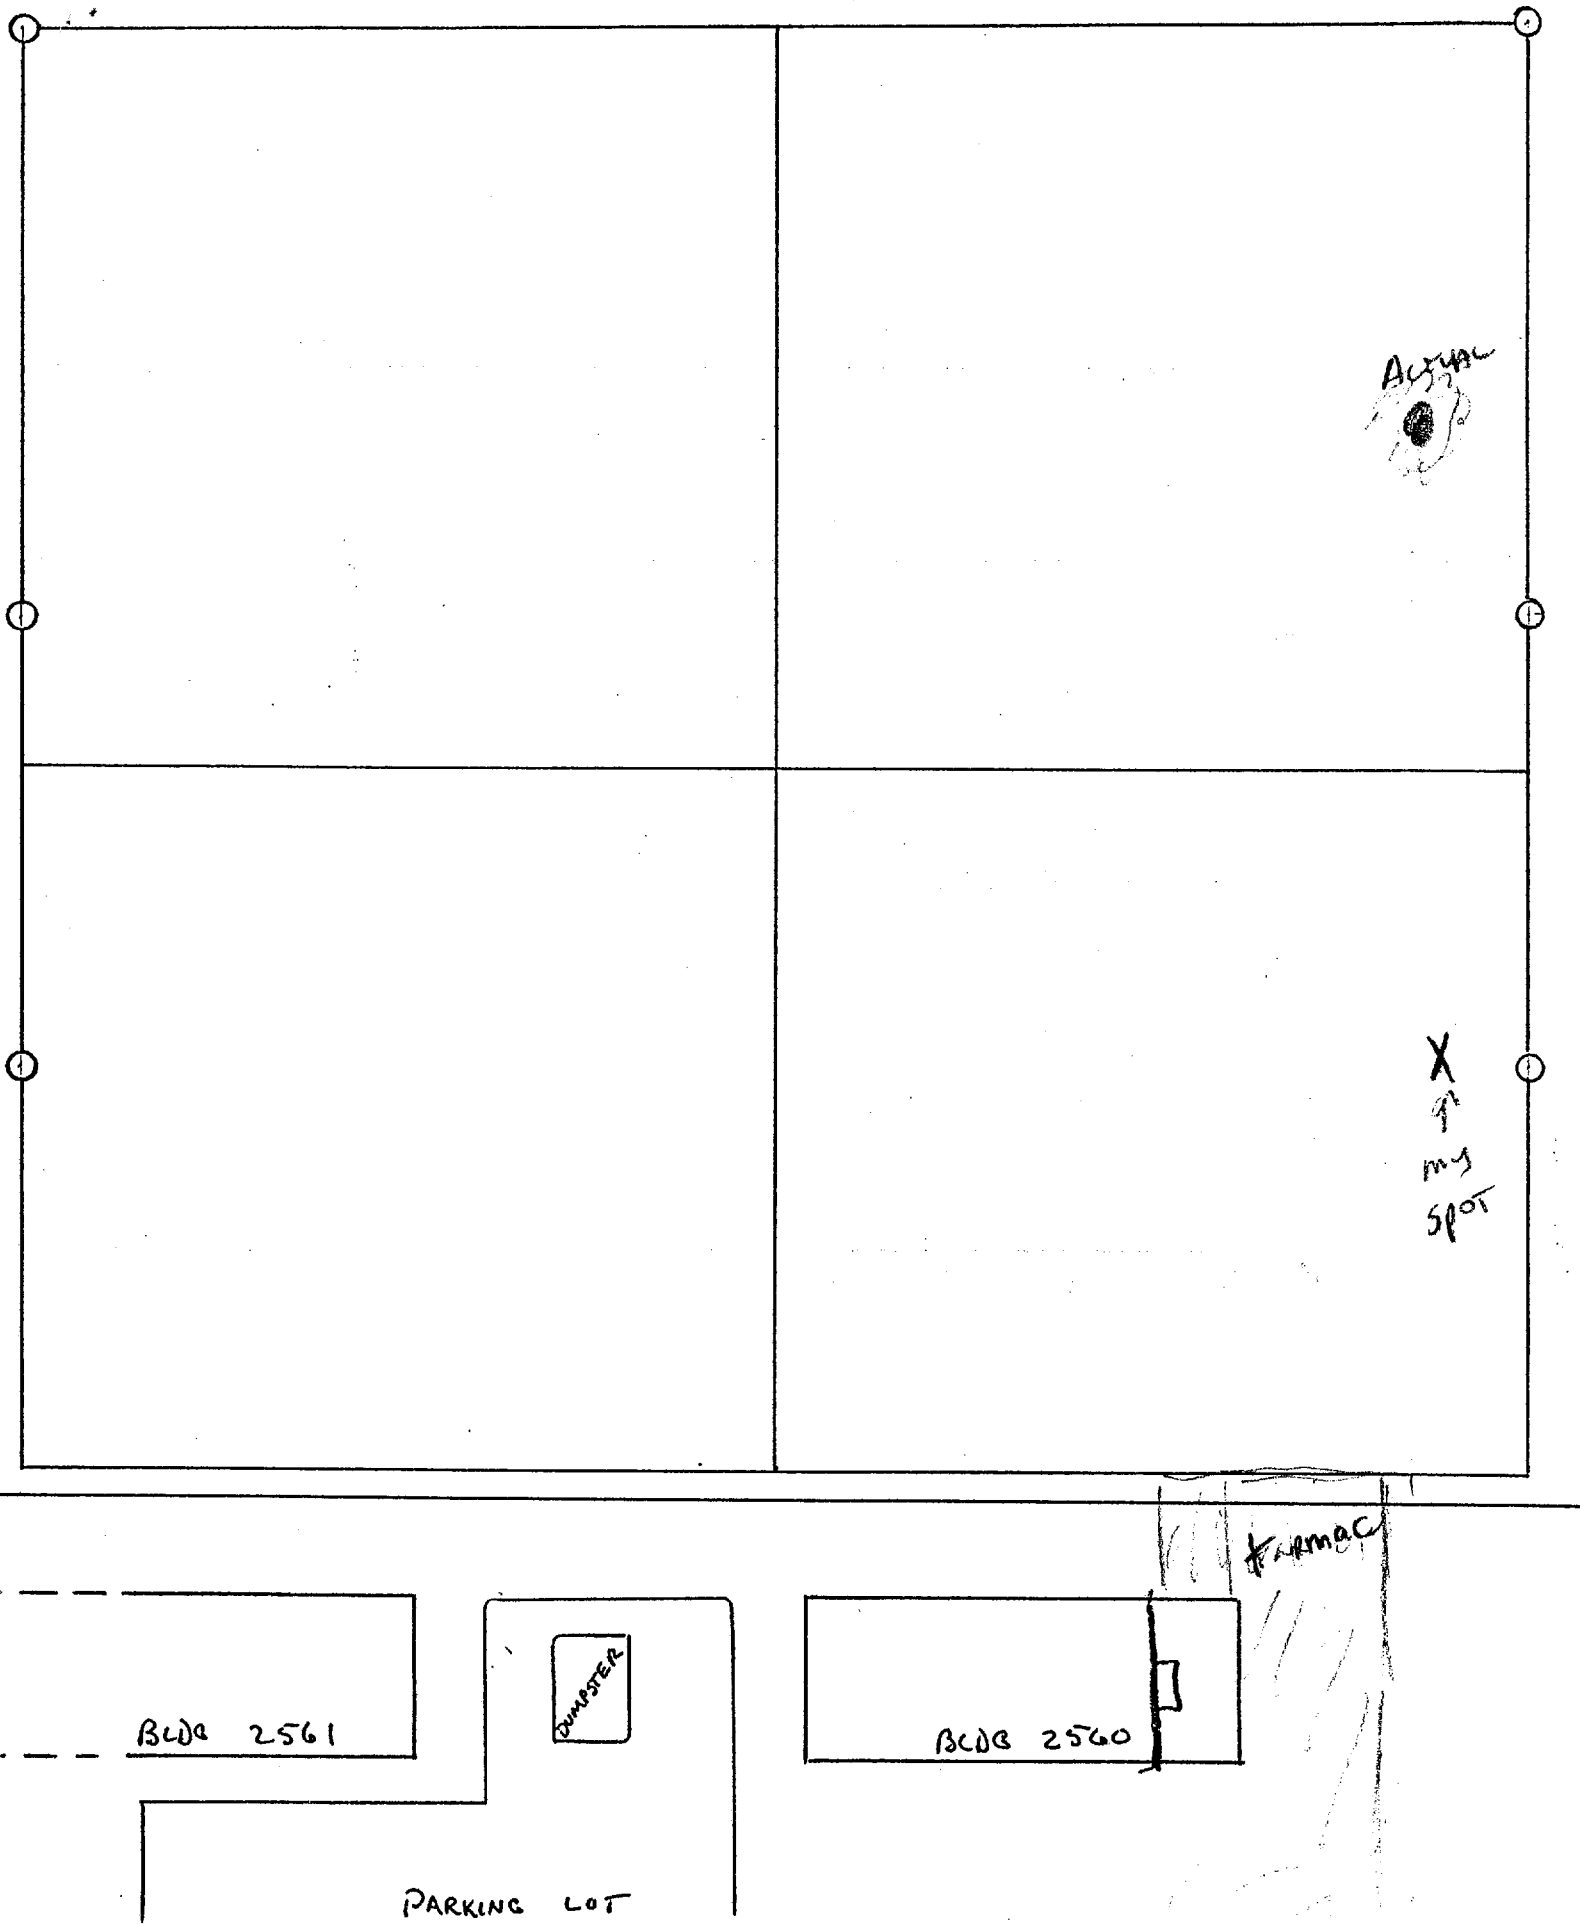 Actual
X
my
spot
tarmac
DUMPSTER
BLDG 2561
BLDG 2560
PARKING LOT